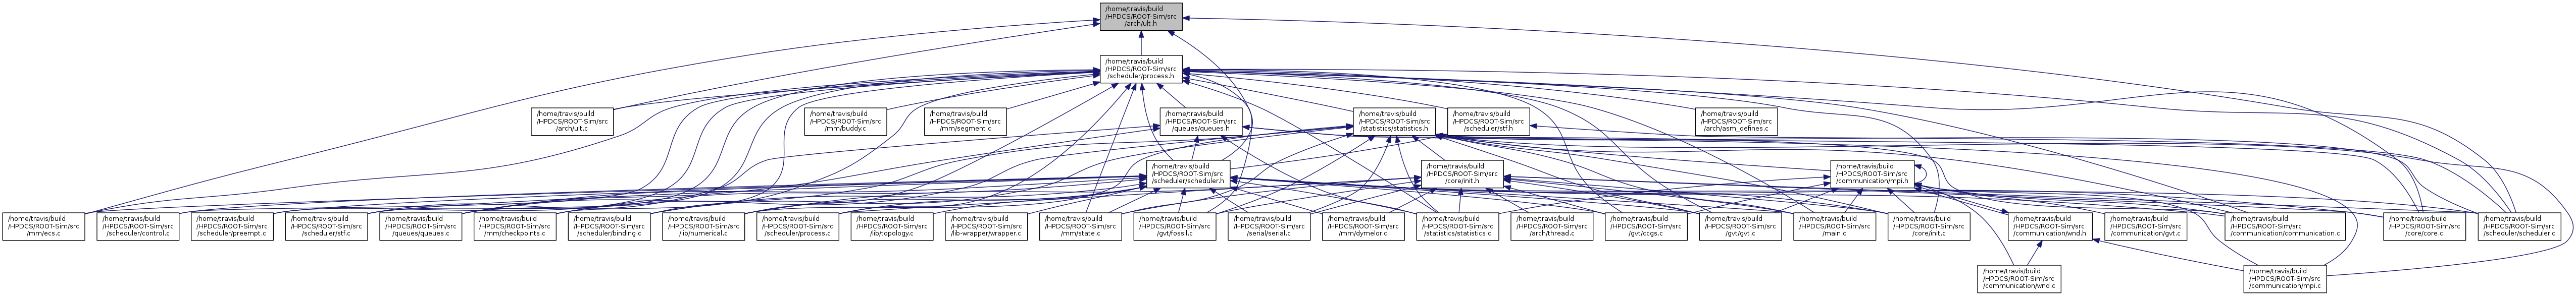 /home/travis/build
/HPDCS/ROOT-Sim/src
/arch/ult.h
/home/travis/build
/HPDCS/ROOT-Sim/src
/scheduler/process.h
/home/travis/build
/HPDCS/ROOT-Sim/src
/arch/ult.c
/home/travis/build
/HPDCS/ROOT-Sim/src
/mm/buddy.c
/home/travis/build
/HPDCS/ROOT-Sim/src
/mm/segment.c
/home/travis/build
/HPDCS/ROOT-Sim/src
/queues/queues.h
/home/travis/build
/HPDCS/ROOT-Sim/src
/statistics/statistics.h
/home/travis/build
/HPDCS/ROOT-Sim/src
/scheduler/stf.h
/home/travis/build
/HPDCS/ROOT-Sim/src
/arch/asm_defines.c
/home/travis/build
/HPDCS/ROOT-Sim/src
/scheduler/scheduler.h
/home/travis/build
/HPDCS/ROOT-Sim/src
/core/init.h
/home/travis/build
/HPDCS/ROOT-Sim/src
/communication/mpi.h
/home/travis/build
/HPDCS/ROOT-Sim/src
/mm/ecs.c
/home/travis/build
/HPDCS/ROOT-Sim/src
/scheduler/control.c
/home/travis/build
/HPDCS/ROOT-Sim/src
/scheduler/preempt.c
/home/travis/build
/HPDCS/ROOT-Sim/src
/scheduler/stf.c
/home/travis/build
/HPDCS/ROOT-Sim/src
/queues/queues.c
/home/travis/build
/HPDCS/ROOT-Sim/src
/mm/checkpoints.c
/home/travis/build
/HPDCS/ROOT-Sim/src
/scheduler/binding.c
/home/travis/build
/HPDCS/ROOT-Sim/src
/lib/numerical.c
/home/travis/build
/HPDCS/ROOT-Sim/src
/scheduler/process.c
/home/travis/build
/HPDCS/ROOT-Sim/src
/lib/topology.c
/home/travis/build
/HPDCS/ROOT-Sim/src
/lib-wrapper/wrapper.c
/home/travis/build
/HPDCS/ROOT-Sim/src
/mm/state.c
/home/travis/build
/HPDCS/ROOT-Sim/src
/gvt/fossil.c
/home/travis/build
/HPDCS/ROOT-Sim/src
/serial/serial.c
/home/travis/build
/HPDCS/ROOT-Sim/src
/mm/dymelor.c
/home/travis/build
/HPDCS/ROOT-Sim/src
/statistics/statistics.c
/home/travis/build
/HPDCS/ROOT-Sim/src
/arch/thread.c
/home/travis/build
/HPDCS/ROOT-Sim/src
/gvt/ccgs.c
/home/travis/build
/HPDCS/ROOT-Sim/src
/gvt/gvt.c
/home/travis/build
/HPDCS/ROOT-Sim/src
/main.c
/home/travis/build
/HPDCS/ROOT-Sim/src
/core/init.c
/home/travis/build
/HPDCS/ROOT-Sim/src
/communication/wnd.h
/home/travis/build
/HPDCS/ROOT-Sim/src
/communication/gvt.c
/home/travis/build
/HPDCS/ROOT-Sim/src
/communication/communication.c
/home/travis/build
/HPDCS/ROOT-Sim/src
/core/core.c
/home/travis/build
/HPDCS/ROOT-Sim/src
/scheduler/scheduler.c
/home/travis/build
/HPDCS/ROOT-Sim/src
/communication/wnd.c
/home/travis/build
/HPDCS/ROOT-Sim/src
/communication/mpi.c